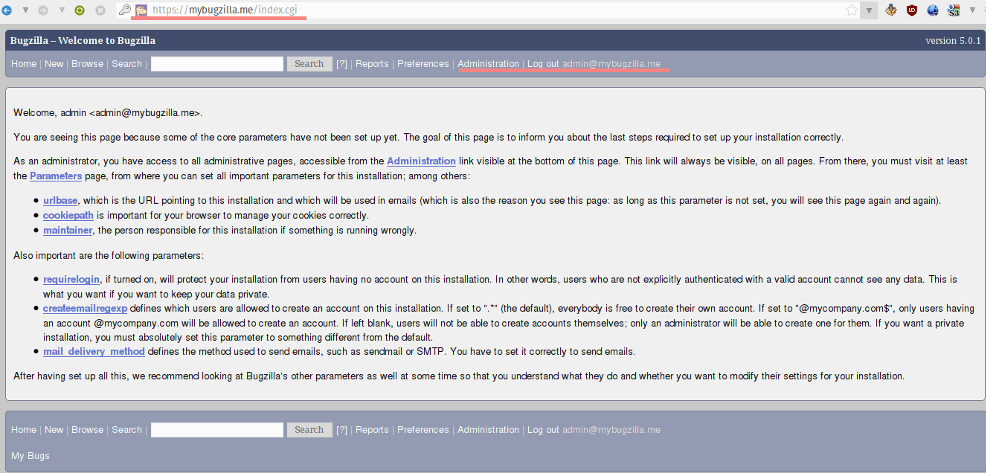 https://mybugzilla.me/index.cgi
Bugzilla – Welcome to Bugzilla version 5.0.1
Home | New | Browse | Search | Search [?] | Reports | Preferences | Administration | Log out admin@mybugzilla.me
Welcome, admin <admin@mybugzilla.me>.
You are seeing this page because some of the core parameters have not been set up yet. The goal of this page is to inform you about the last steps required to set up your installation correctly.
As an administrator, you have access to all administrative pages, accessible from the Administration link visible at the bottom of this page. This link will always be visible, on all pages. From there, you must visit at least
the Parameters page, from where you can set all important parameters for this installation; among others:
• urlbase, which is the URL pointing to this installation and which will be used in emails (which is also the reason you see this page: as long as this parameter is not set, you will see this page again and again).
• cookiepath is important for your browser to manage your cookies correctly.
• maintainer, the person responsible for this installation if something is running wrongly.
Also important are the following parameters:
• requirelogin, if turned on, will protect your installation from users having no account on this installation. In other words, users who are not explicitly authenticated with a valid account cannot see any data. This is
what you want if you want to keep your data private.
• createemailregexp defines which users are allowed to create an account on this installation. If set to ".*" (the default), everybody is free to create their own account. If set to "@mycompany.com$", only users having
an account @mycompany.com will be allowed to create an account. If left blank, users will not be able to create accounts themselves; only an administrator will be able to create one for them. If you want a private
installation, you must absolutely set this parameter to something different from the default.
• mail_delivery_method defines the method used to send emails, such as sendmail or SMTP. You have to set it correctly to send emails.
After having set up all this, we recommend looking at Bugzilla's other parameters as well at some time so that you understand what they do and whether you want to modify their settings for your installation.
Home | New | Browse | Search | Search [?] | Reports | Preferences | Administration | Log out admin@mybugzilla.me
My Bugs